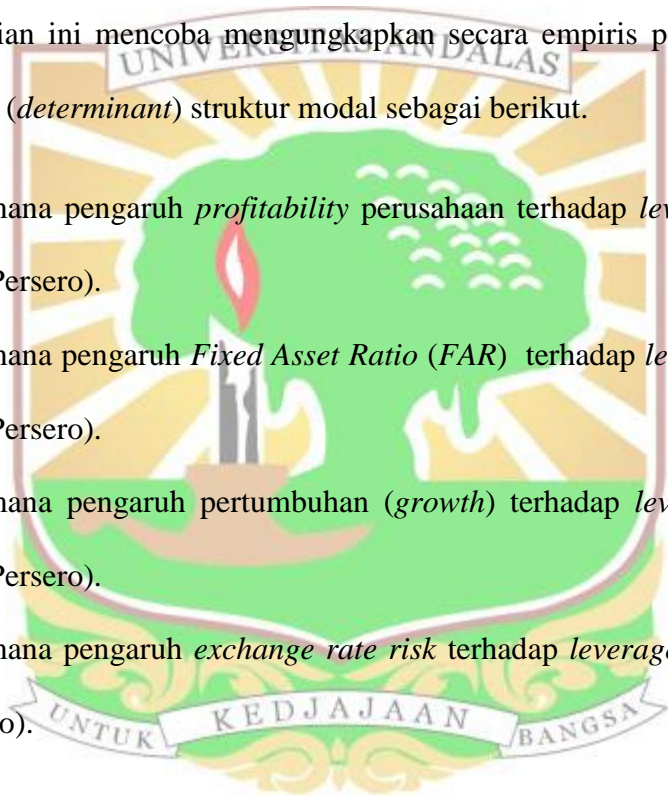 UNIVERSITAS ANDALAS
ian ini mencoba mengungkapkan secara empiris p
(determinant) struktur modal sebagai berikut.
nana pengaruh profitability perusahaan terhadap lev
Persero).
nana pengaruh Fixed Asset Ratio (FAR) terhadap le
Persero).
nana pengaruh pertumbuhan (growth) terhadap lev
Persero).
nana pengaruh exchange rate risk terhadap leverage
o).
UNTUK KEDJAJAAN BANGSA